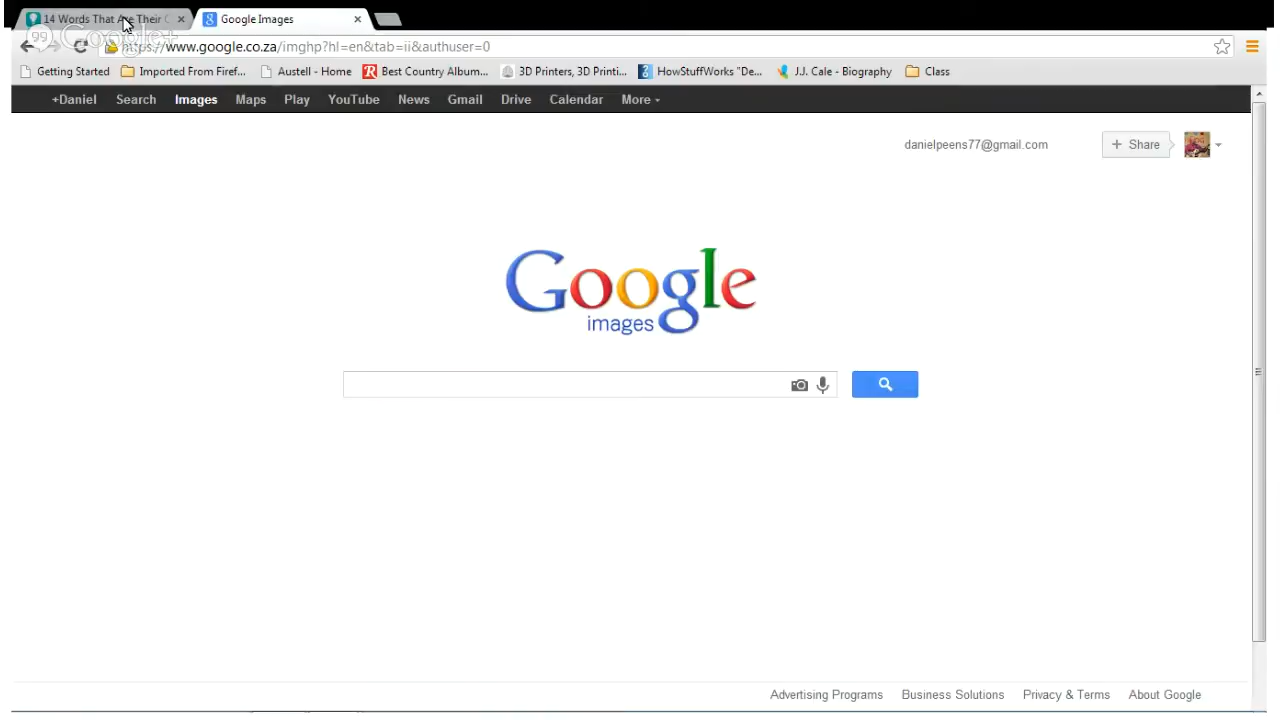 14 Words That Are Their O
Google Images
99 Google+
https://www.google.co.za/imghp?hl=en&tab=ii&authuser=0
Getting Started Imported From Firef... Austell - Home Best Country Album... 3D Printers, 3D Printi... HowStuffWorks "De... J.J. Cale - Biography Class
+Daniel Search Images Maps Play YouTube News Gmail Drive Calendar More
danielpeens77@gmail.com + Share
Google
images
Advertising Programs Business Solutions Privacy & Terms About Google